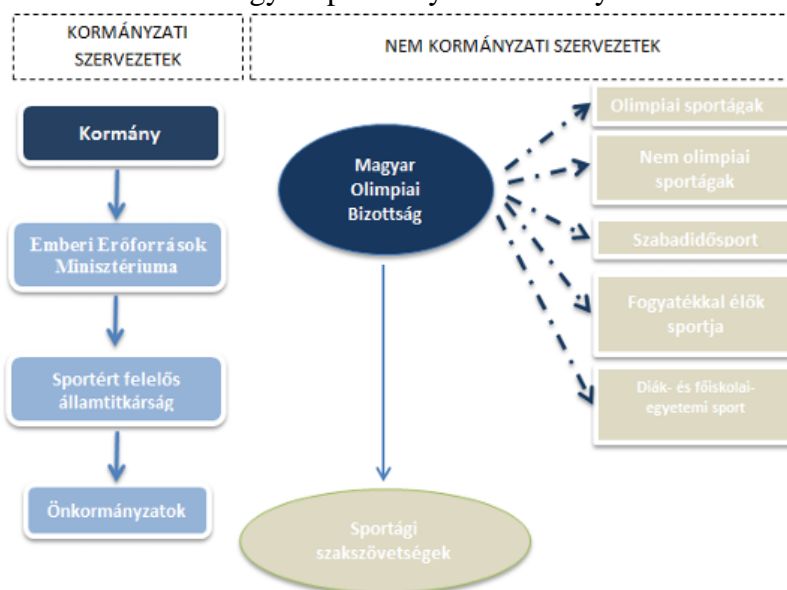 KORMÁNYZATI
SZERVEZETEK
NEM KORMÁNYZATI SZERVEZETEK
Kormány
Emberi Erőforrások
Minisztériuma
Sportért felelős
államtitkárság
Önkormányzatok
Magyar
Olimpiai
Bizottság
Sportági
szakszövetségek
Olimpiai sportágak
Nem olimpiai
sportágak
Szabadidősport
Fogyatékkal élők
sportja
Diák- és főiskolai-
egyetemi sport